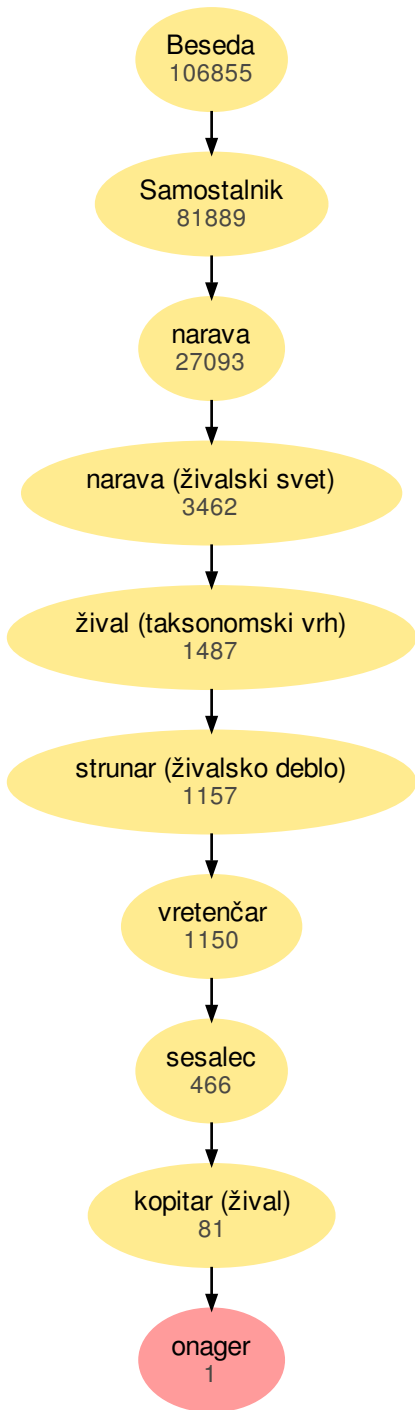 Beseda
106855
Samostalnik
81889
narava
27093
narava (živalski svet)
3462
žival (taksonomski vrh)
1487
strunar (živalsko deblo)
1157
vretenčar
1150
sesalec
466
kopitar (žival)
81
onager
1